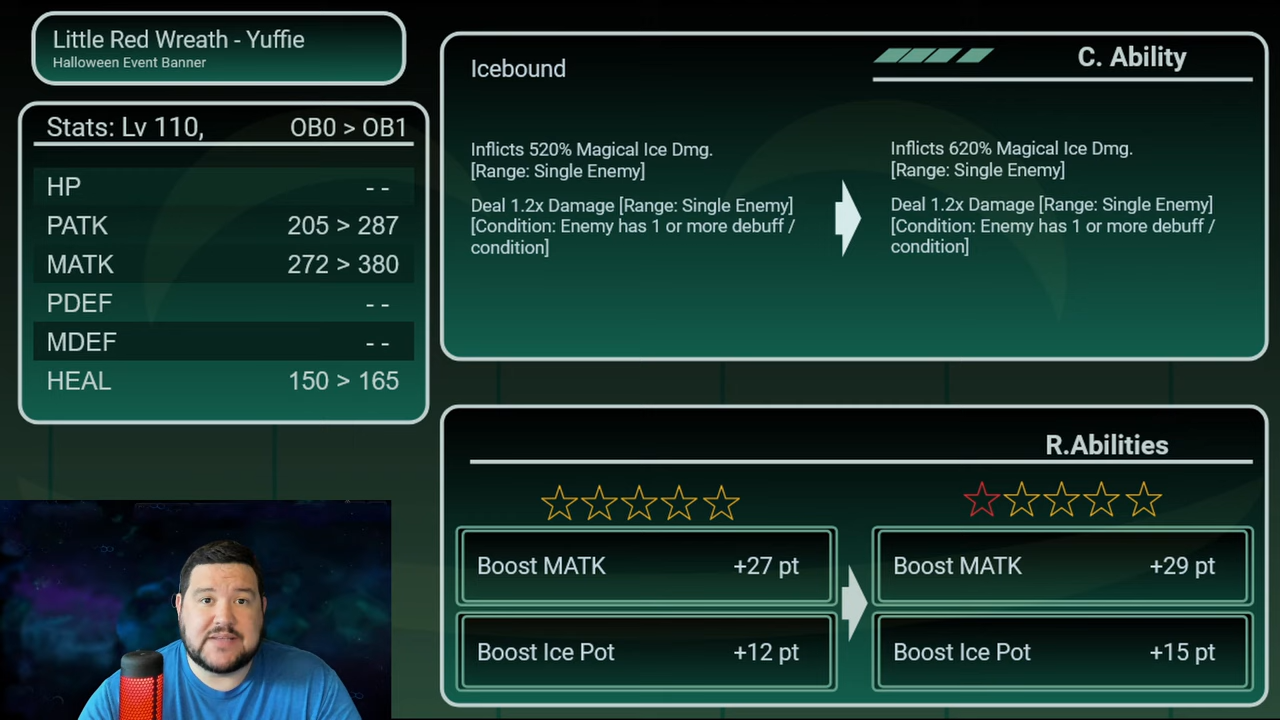 Little Red Wreath - Yuffie
Halloween Event Banner
Stats: Lv 110, OB0 > OB1
HP - -
PATK 205 > 287
MATK 272 > 380
PDEF - -
MDEF - -
HEAL 150 > 165
C. Ability
Icebound
Inflicts 520% Magical Ice Dmg.
[Range: Single Enemy]
Deal 1.2x Damage [Range: Single Enemy]
[Condition: Enemy has 1 or more debuff /
condition]
Inflicts 620% Magical Ice Dmg.
[Range: Single Enemy]
Deal 1.2x Damage [Range: Single Enemy]
[Condition: Enemy has 1 or more debuff /
condition]
R.Abilities
Boost MATK +27 pt
Boost Ice Pot +12 pt
Boost MATK +29 pt
Boost Ice Pot +15 pt